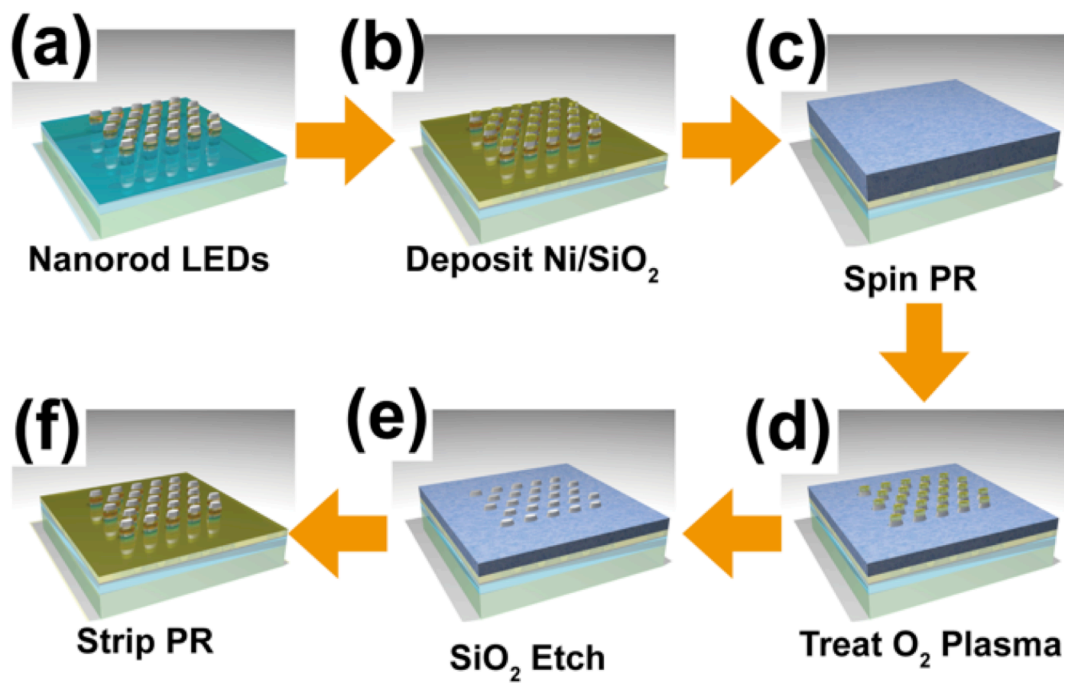 (a)
(b)
(c)
Nanorod LEDs
Deposit Ni/SiO₂
Spin PR
(f)
(e)
(d)
Strip PR
SiO₂ Etch
Treat O₂ Plasma